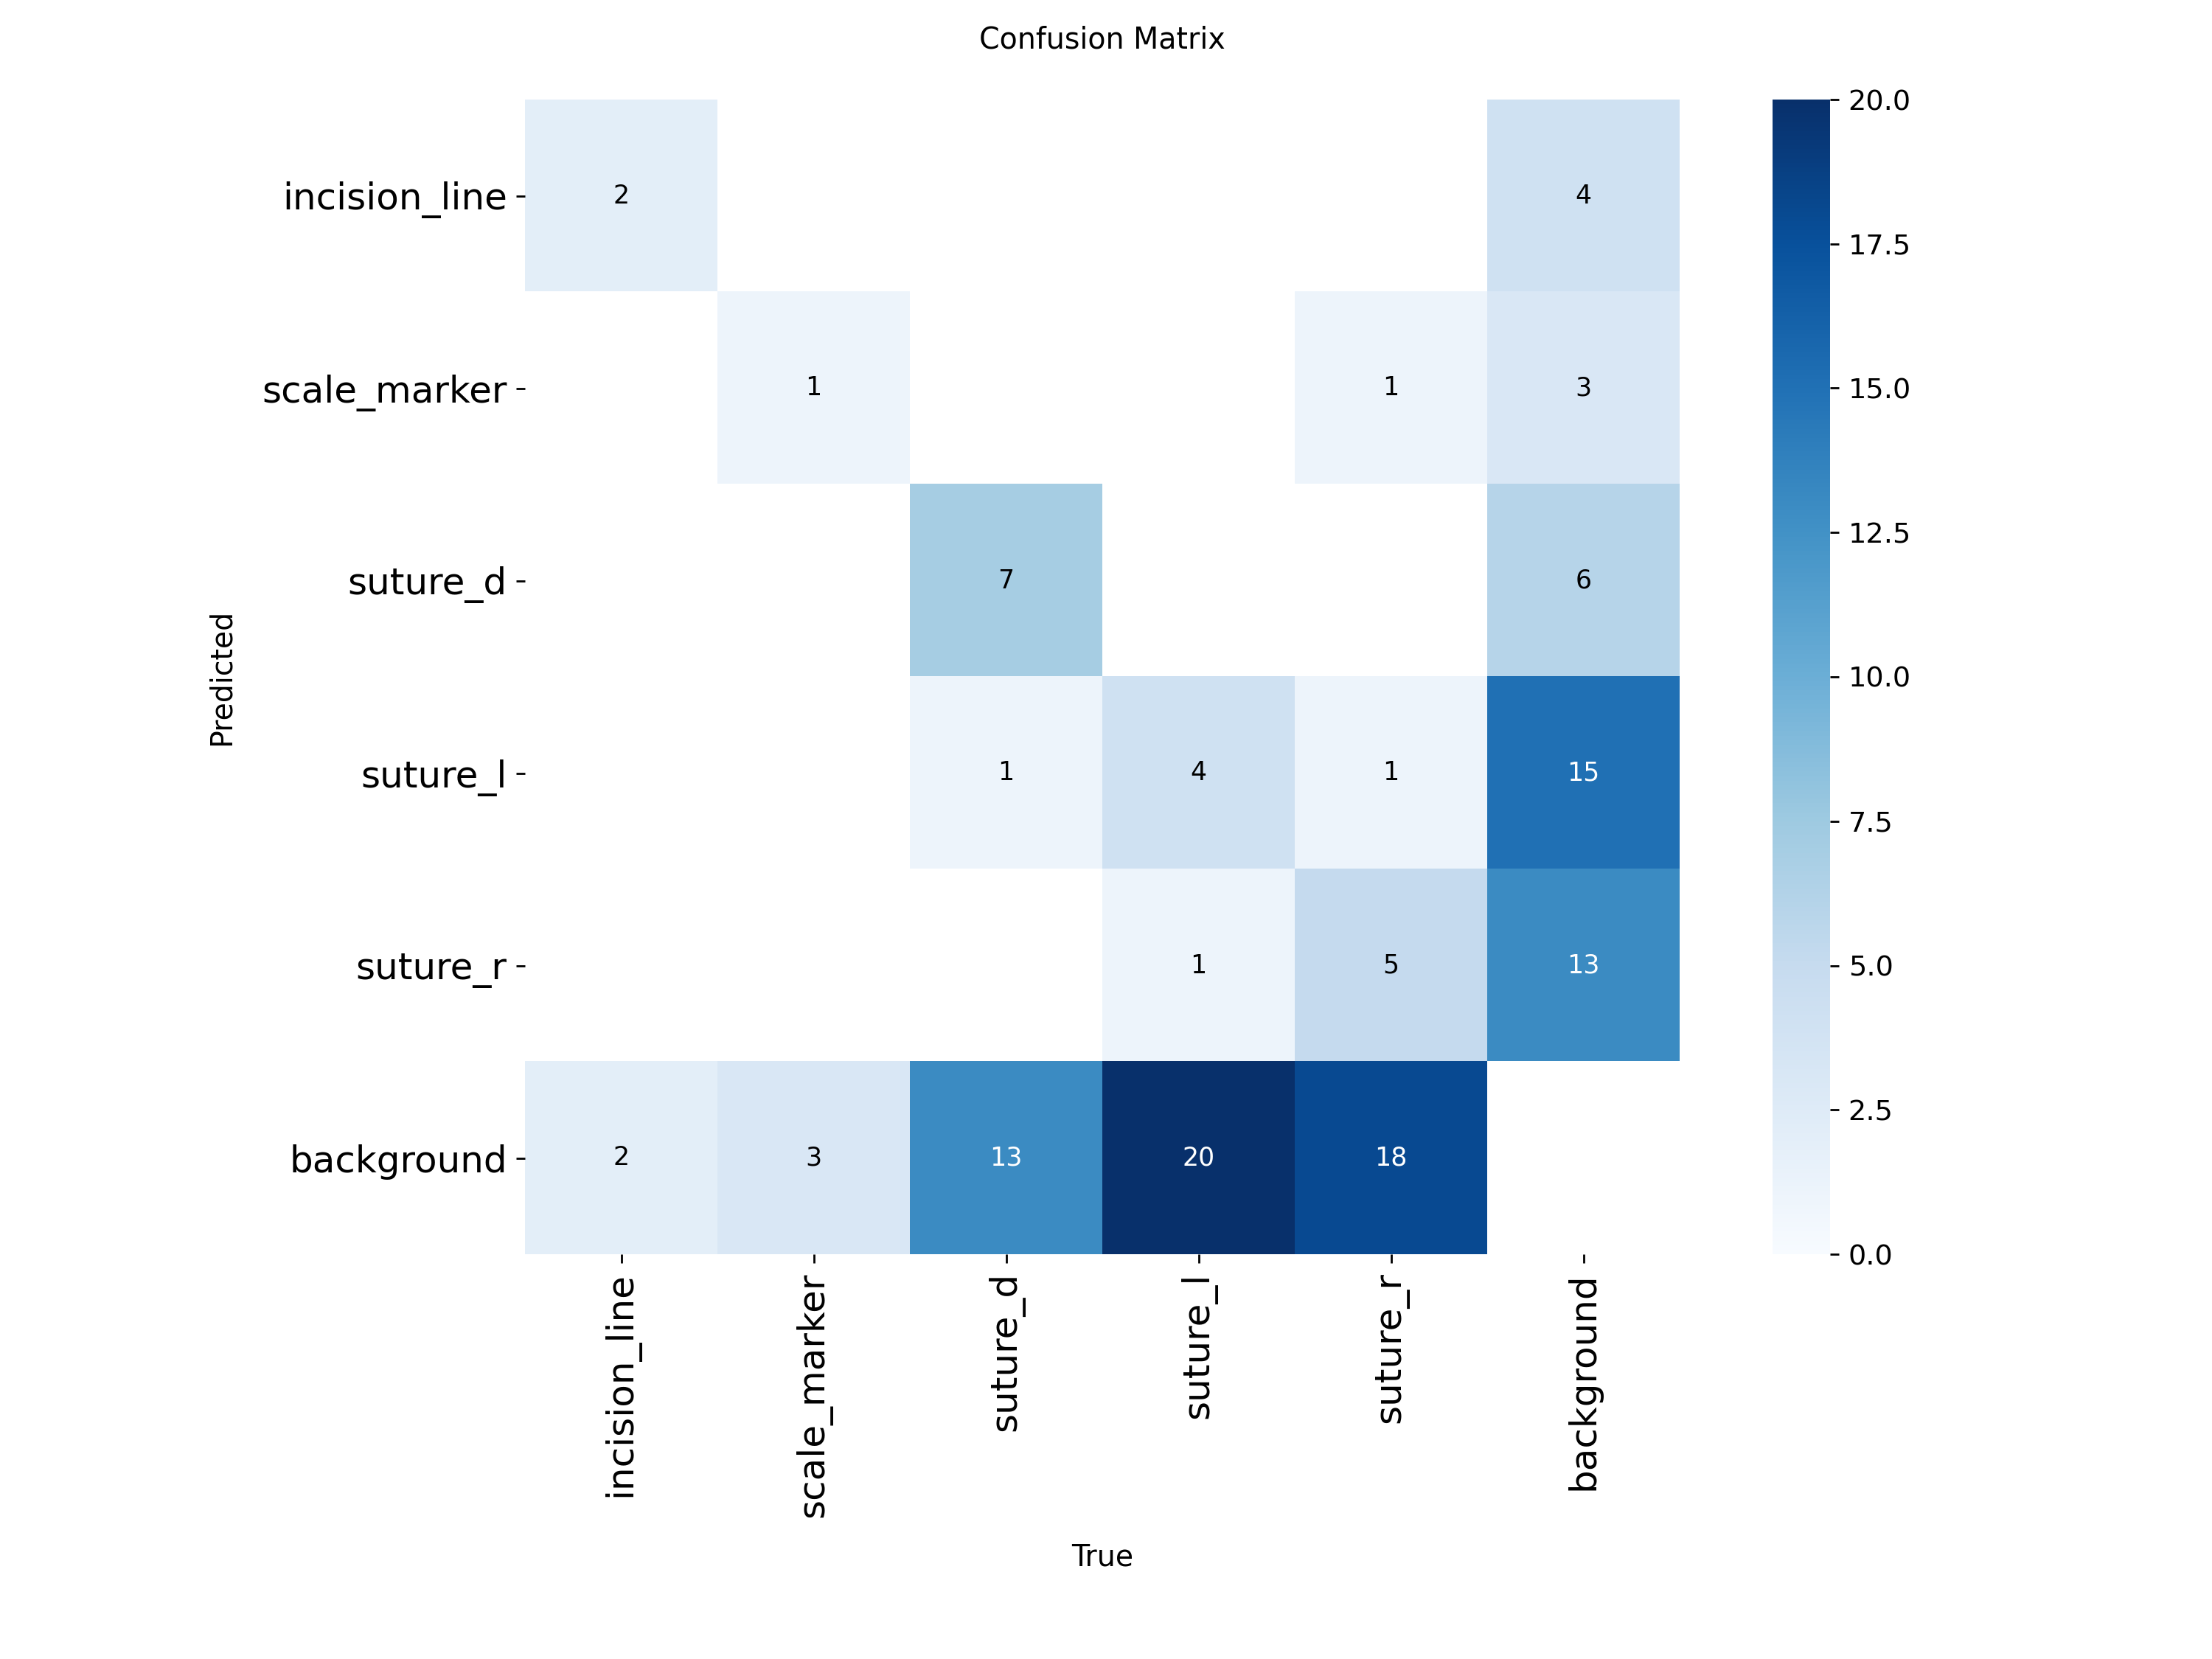 Confusion Matrix
incision_line 2 4
scale_marker 1 1 3
suture_d 7 6
suture_l 1 4 1 15
suture_r 1 5 13
background 2 3 13 20 18
incision_line
scale_marker
suture_d
suture_l
suture_r
background
True
Predicted
20.0
17.5
15.0
12.5
10.0
7.5
5.0
2.5
0.0